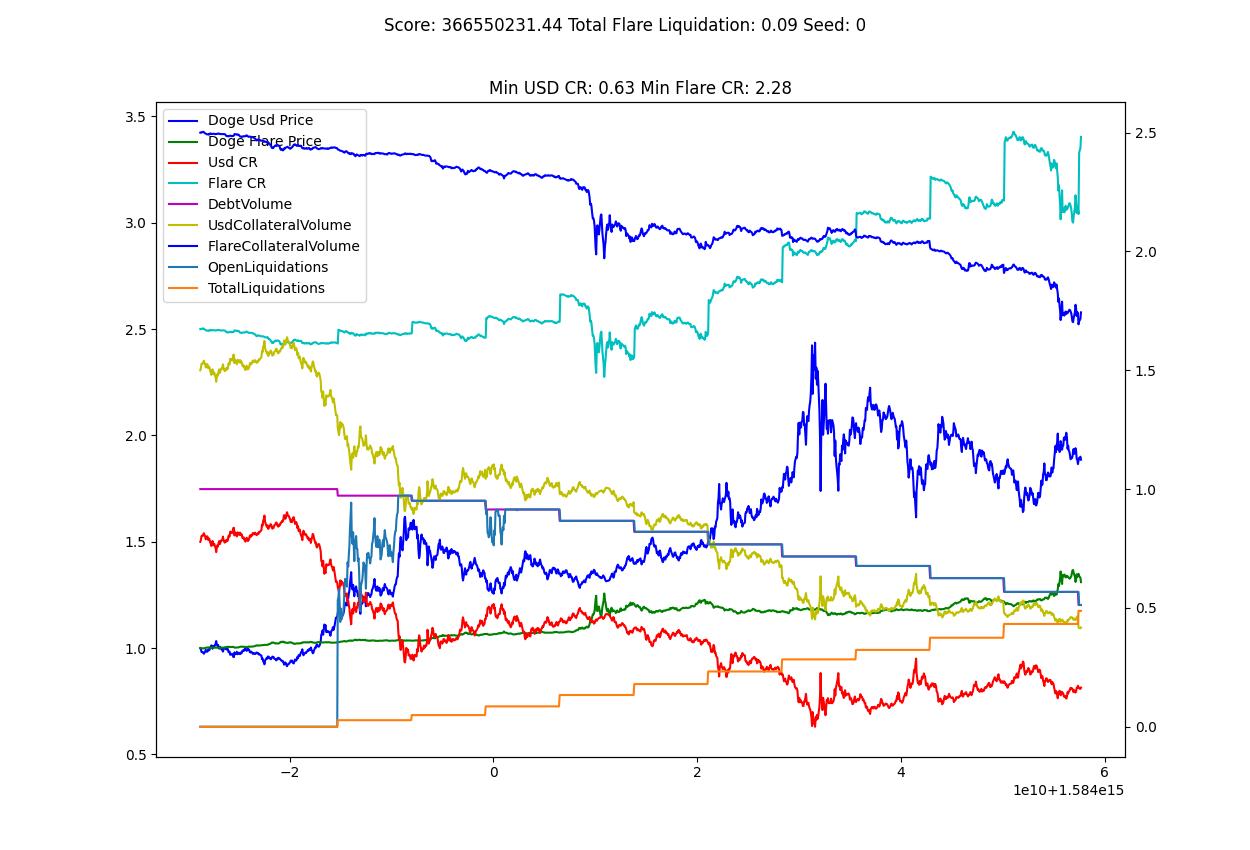 Score: 366550231.44 Total Flare Liquidation: 0.09 Seed: 0
Min USD CR: 0.63 Min Flare CR: 2.28
Doge Usd Price
Doge Flare Price
Usd CR
Flare CR
DebtVolume
UsdCollateralVolume
FlareCollateralVolume
OpenLiquidations
TotalLiquidations
3.5
3.0
2.5
2.0
1.5
1.0
0.5
2.5
2.0
1.5
1.0
0.5
0.0
−2
0
2
4
6
1e10+1.584e15